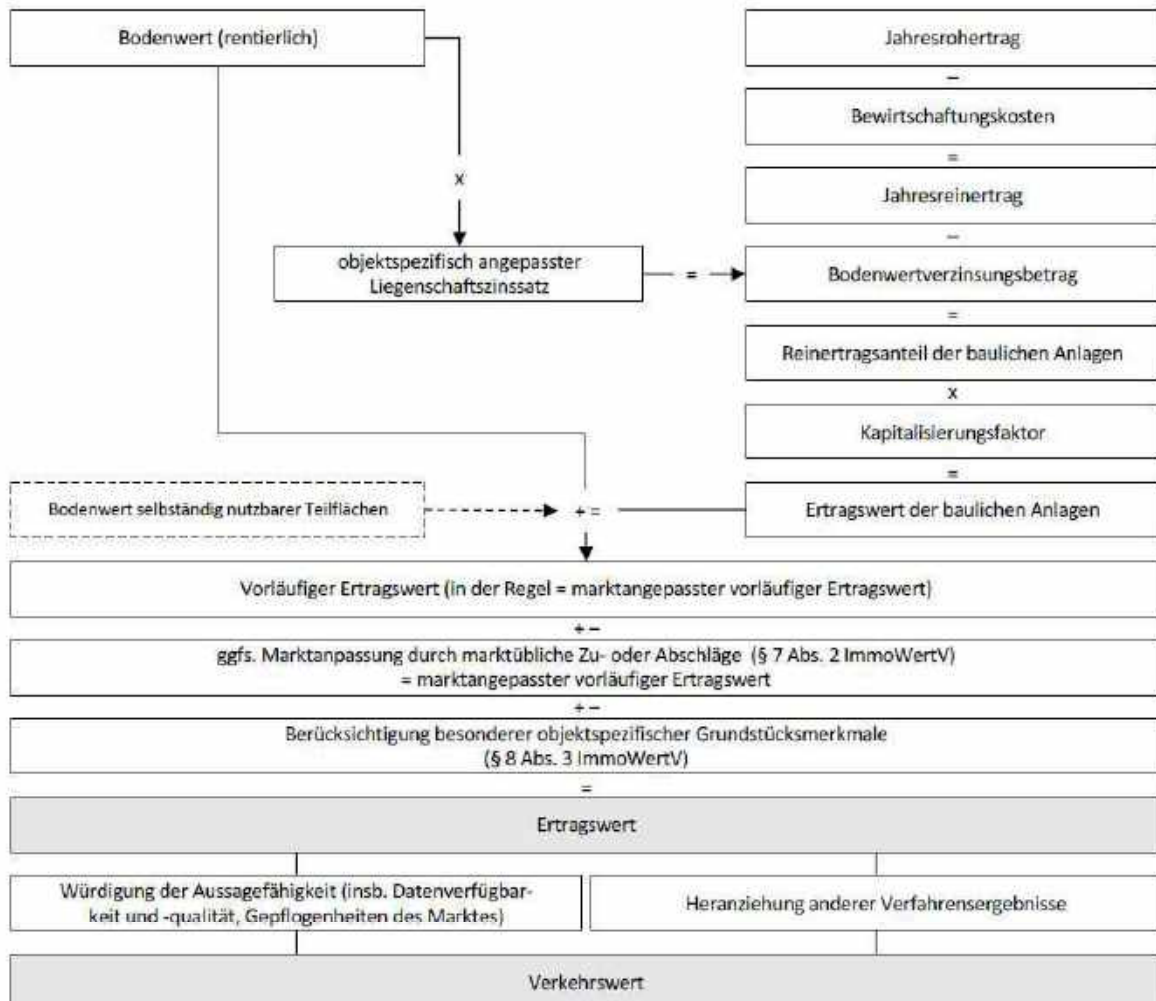 Bodenwert (rentierlich)
Jahresrohertrag
–
Bewirtschaftungskosten
=
x
Jahresreinertrag
–
objektspezifisch angepasster
Liegenschaftszinssatz
=
Bodenwertverzinsungsbetrag
=
Reinertragsanteil der baulichen Anlagen
x
Kapitalisierungsfaktor
=
Bodenwert selbständig nutzbarer Teilflächen
+ =
Ertragswert der baulichen Anlagen
Vorläufiger Ertragswert (in der Regel = marktangepasster vorläufiger Ertragswert)
+ –
ggfs. Marktanpassung durch marktübliche Zu- oder Abschläge (§ 7 Abs. 2 ImmoWertV)
= marktangepasster vorläufiger Ertragswert
+ –
Berücksichtigung besonderer objektspezifischer Grundstücksmerkmale
(§ 8 Abs. 3 ImmoWertV)
=
Ertragswert
Würdigung der Aussagefähigkeit (insb. Datenverfügbar-
keit und -qualität, Gepflogenheiten des Marktes)
Heranziehung anderer Verfahrensergebnisse
Verkehrswert